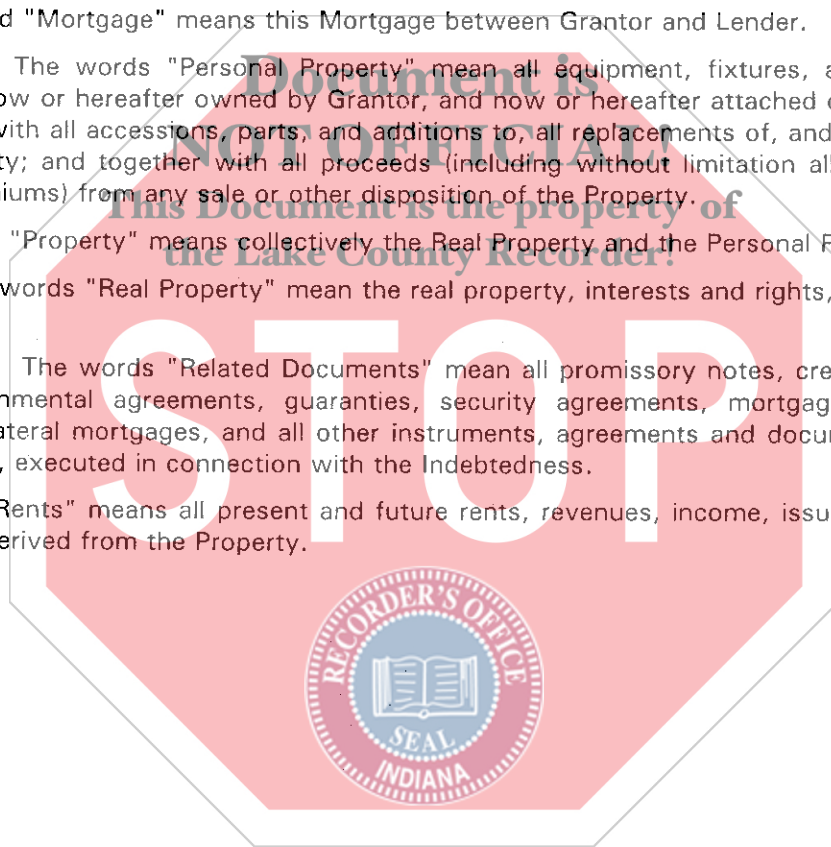 d "Mortgage" means this Mortgage between Grantor and Lender.
The words "Personal Property" mean all equipment, fixtures, a
ow or hereafter owned by Grantor, and now or hereafter attached
with all accessions, parts, and additions to, all replacements of, and
ty; and together with all proceeds (including without limitation al
iums) from any sale or other disposition of the Property.
"Property" means collectively the Real Property and the Personal
words "Real Property" mean the real property, interests and rights,
The words "Related Documents" mean all promissory notes, cre
nmental agreements, guaranties, security agreements, mortgag
ateral mortgages, and all other instruments, agreements and docu
, executed in connection with the Indebtedness.
Rents" means all present and future rents, revenues, income, issu
erived from the Property.
Document is
NOT OFFICIAL!
This Document is the property of
the Lake County Recorder!
STOP
RECORDER'S OFFICE
SEAL
INDIANA